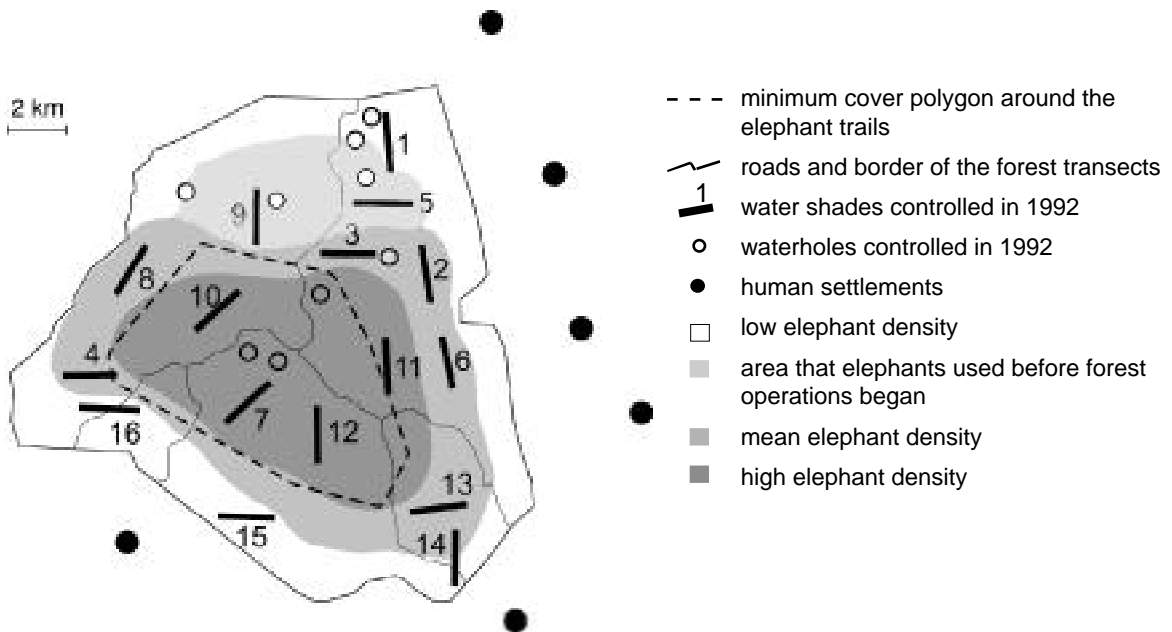 2 km
1
5
9
3
2
8
10
4
11
6
7
12
16
13
15
14
minimum cover polygon around the
elephant trails
roads and border of the forest transects
1
water shades controlled in 1992
waterholes controlled in 1992
human settlements
low elephant density
area that elephants used before forest
operations began
mean elephant density
high elephant density